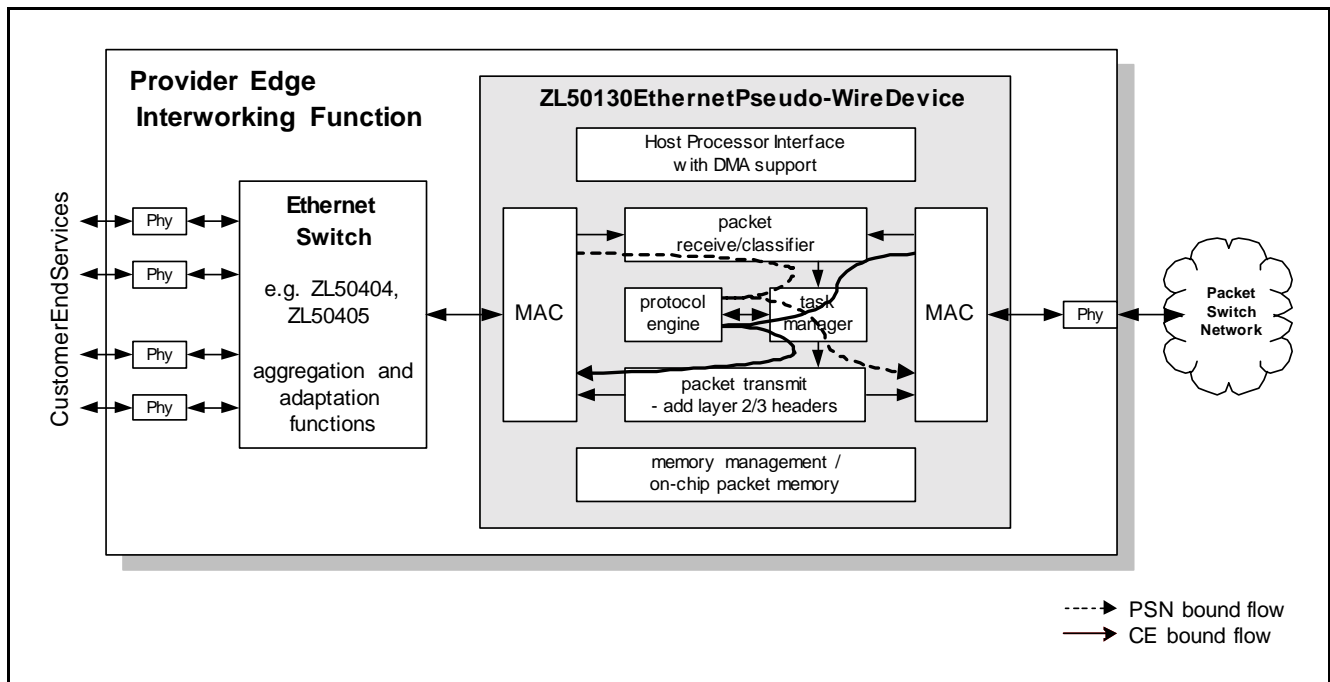 Provider Edge
Interworking Function
ZL50130EthernetPseudo-WireDevice
Host Processor Interface
with DMA support
CustomerEndServices
Phy
Phy
Phy
Phy
Ethernet
Switch
e.g. ZL50404,
ZL50405
aggregation and
adaptation
functions
MAC
packet
receive/classifier
protocol
engine
task
manager
packet transmit
- add layer 2/3 headers
MAC
memory management /
on-chip packet memory
Phy
Packet
Switch
Network
PSN bound flow
CE bound flow